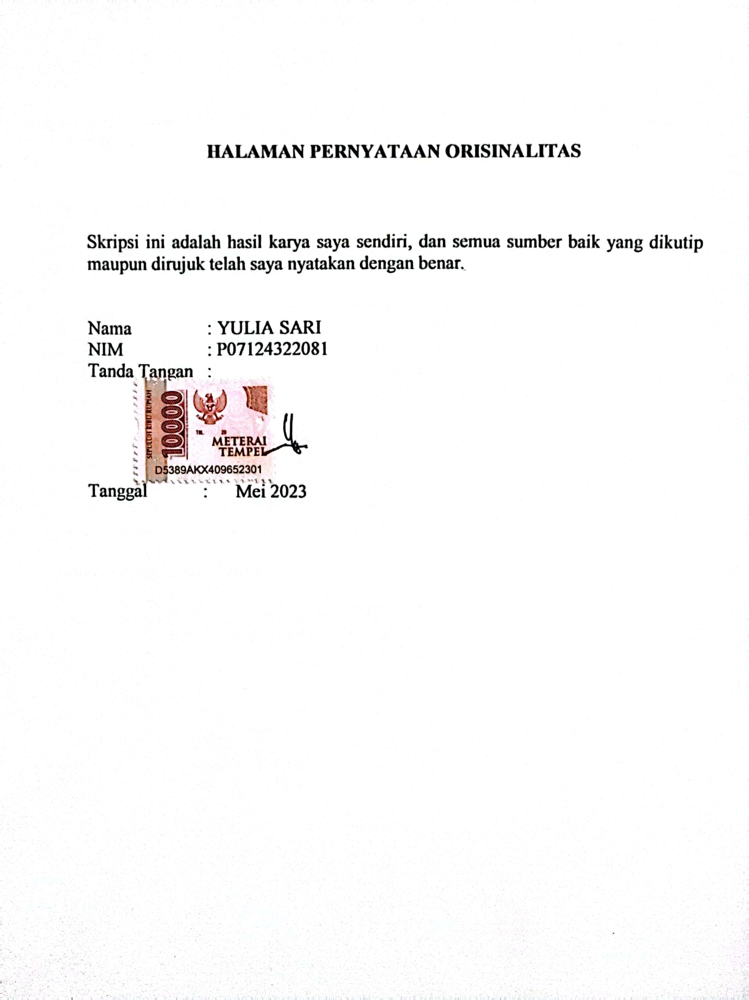 HALAMAN PERNYATAAN ORISINALITAS
Skripsi ini adalah hasil karya saya sendiri, dan semua sumber baik yang dikutip
maupun dirujuk telah saya nyatakan dengan benar.
Nama : YULIA SARI
NIM : P07124322081
Tanda Tangan :
SEPULUH RIBU RUPIAH
10000
TGL. 20
METERAI
TEMPEL
D5389AKX409652301
Tanggal : Mei 2023